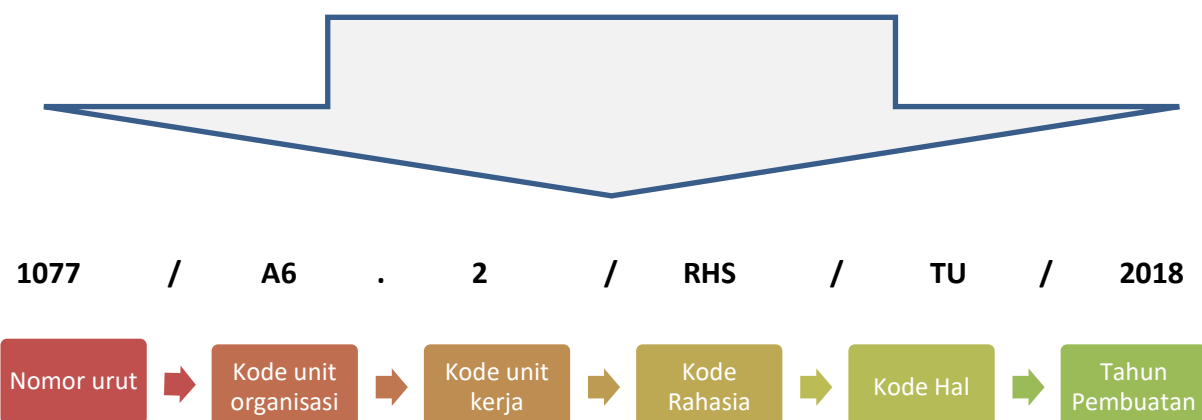 1077 / A6 . 2 / RHS / TU / 2018
Nomor urut
Kode unit
organisasi
Kode unit
kerja
Kode
Rahasia
Kode Hal
Tahun
Pembuatan